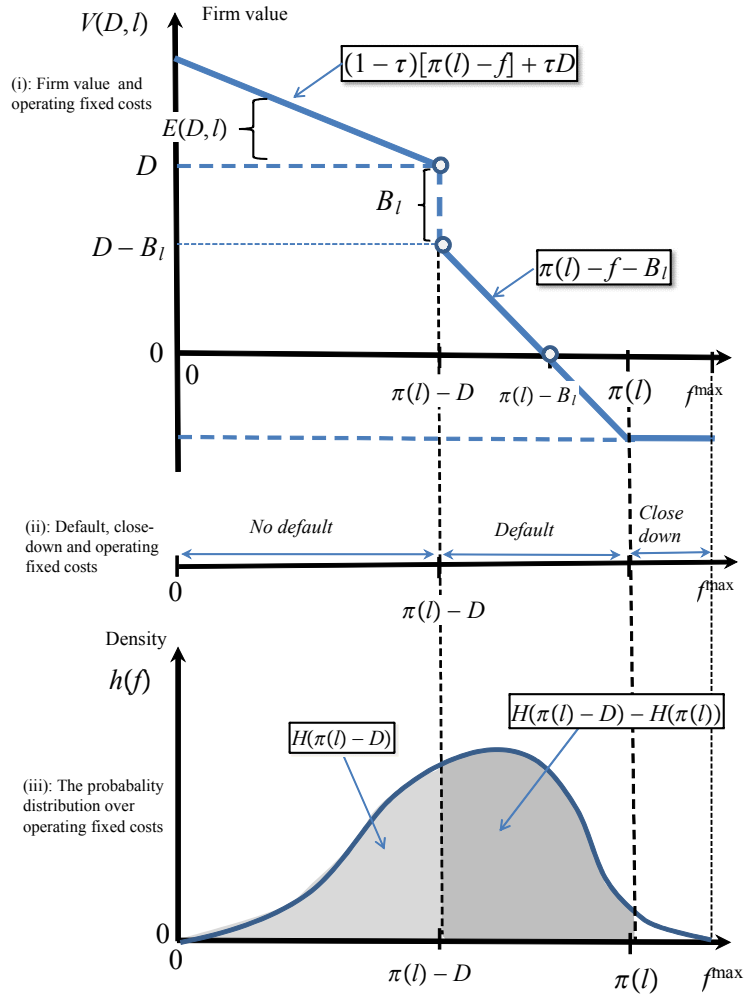 V(D, l)
Firm value
(i): Firm value and
operating fixed costs
(1 − τ)[π(l) − f] + τD
E(D, l)
D
B_l
D − B_l
π(l) − f − B_l
0
0
π(l) − D
π(l) − B_l
π(l)
f^max
(ii): Default, close-
down and operating
fixed costs
No default
Default
Close
down
0
π(l) − D
f^max
Density
h(f)
H(π(l) − D)
H(π(l) − D) − H(π(l))
(iii): The probabality
distribution over
operating fixed costs
0
0
π(l) − D
π(l)
f^max